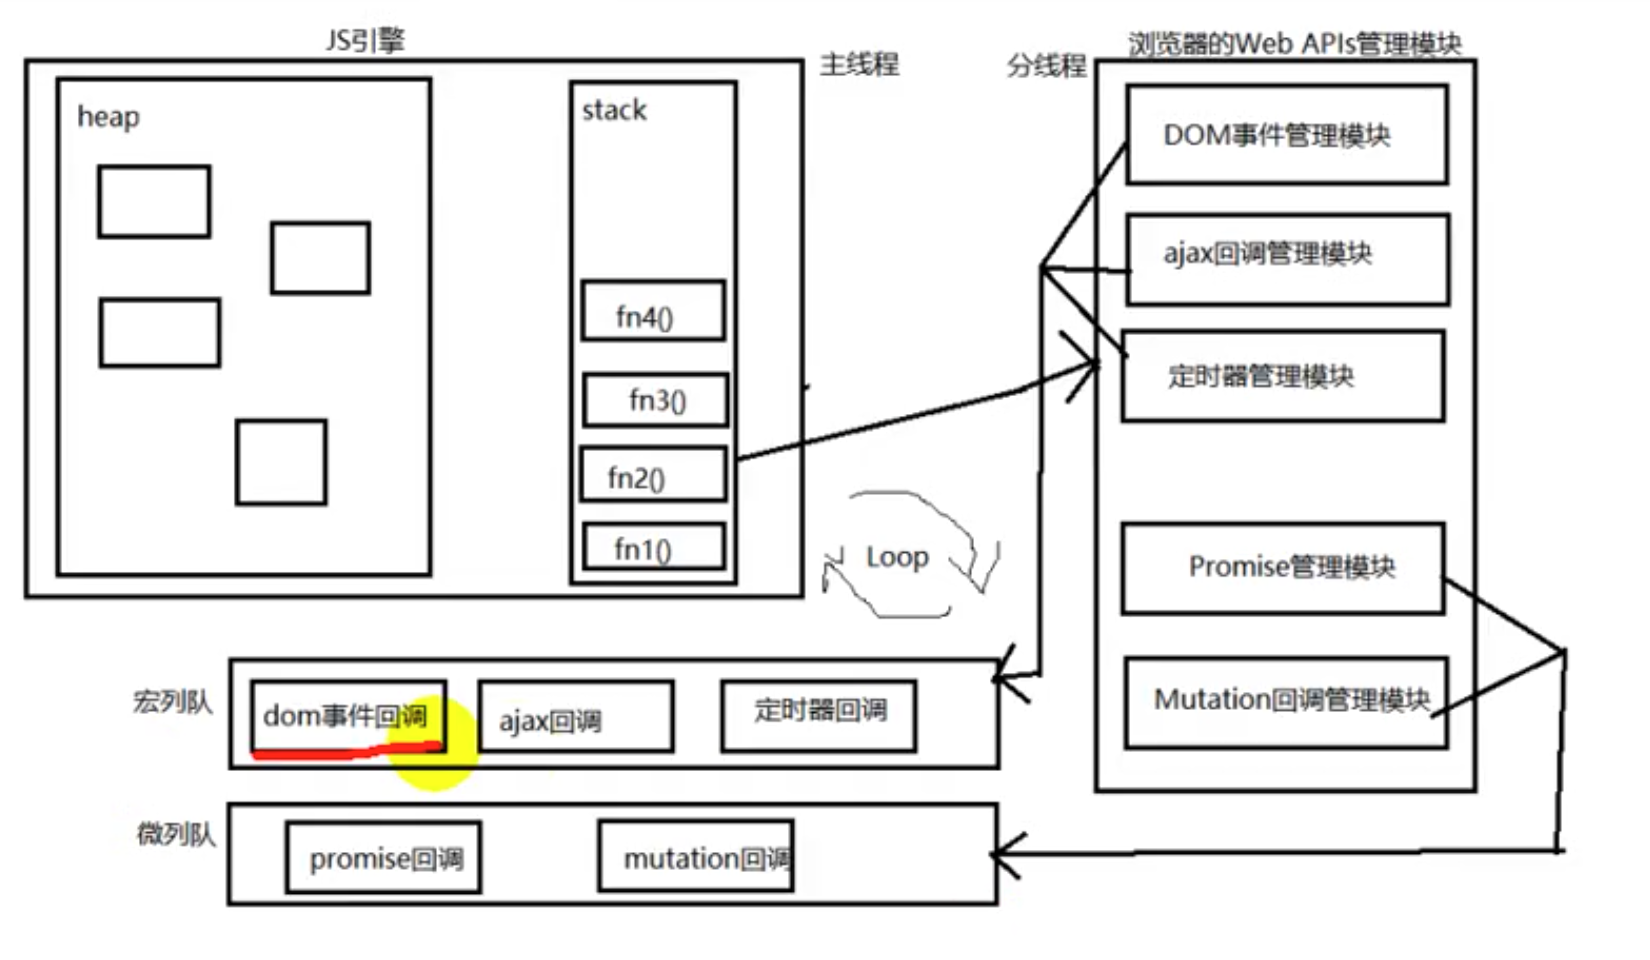 JS引擎
主线程
分线程
浏览器的Web APIs管理模块
heap
stack
fn4()
fn3()
fn2()
fn1()
Loop
DOM事件管理模块
ajax回调管理模块
定时器管理模块
Promise管理模块
Mutation回调管理模块
宏列队
dom事件回调
ajax回调
定时器回调
微列队
promise回调
mutation回调